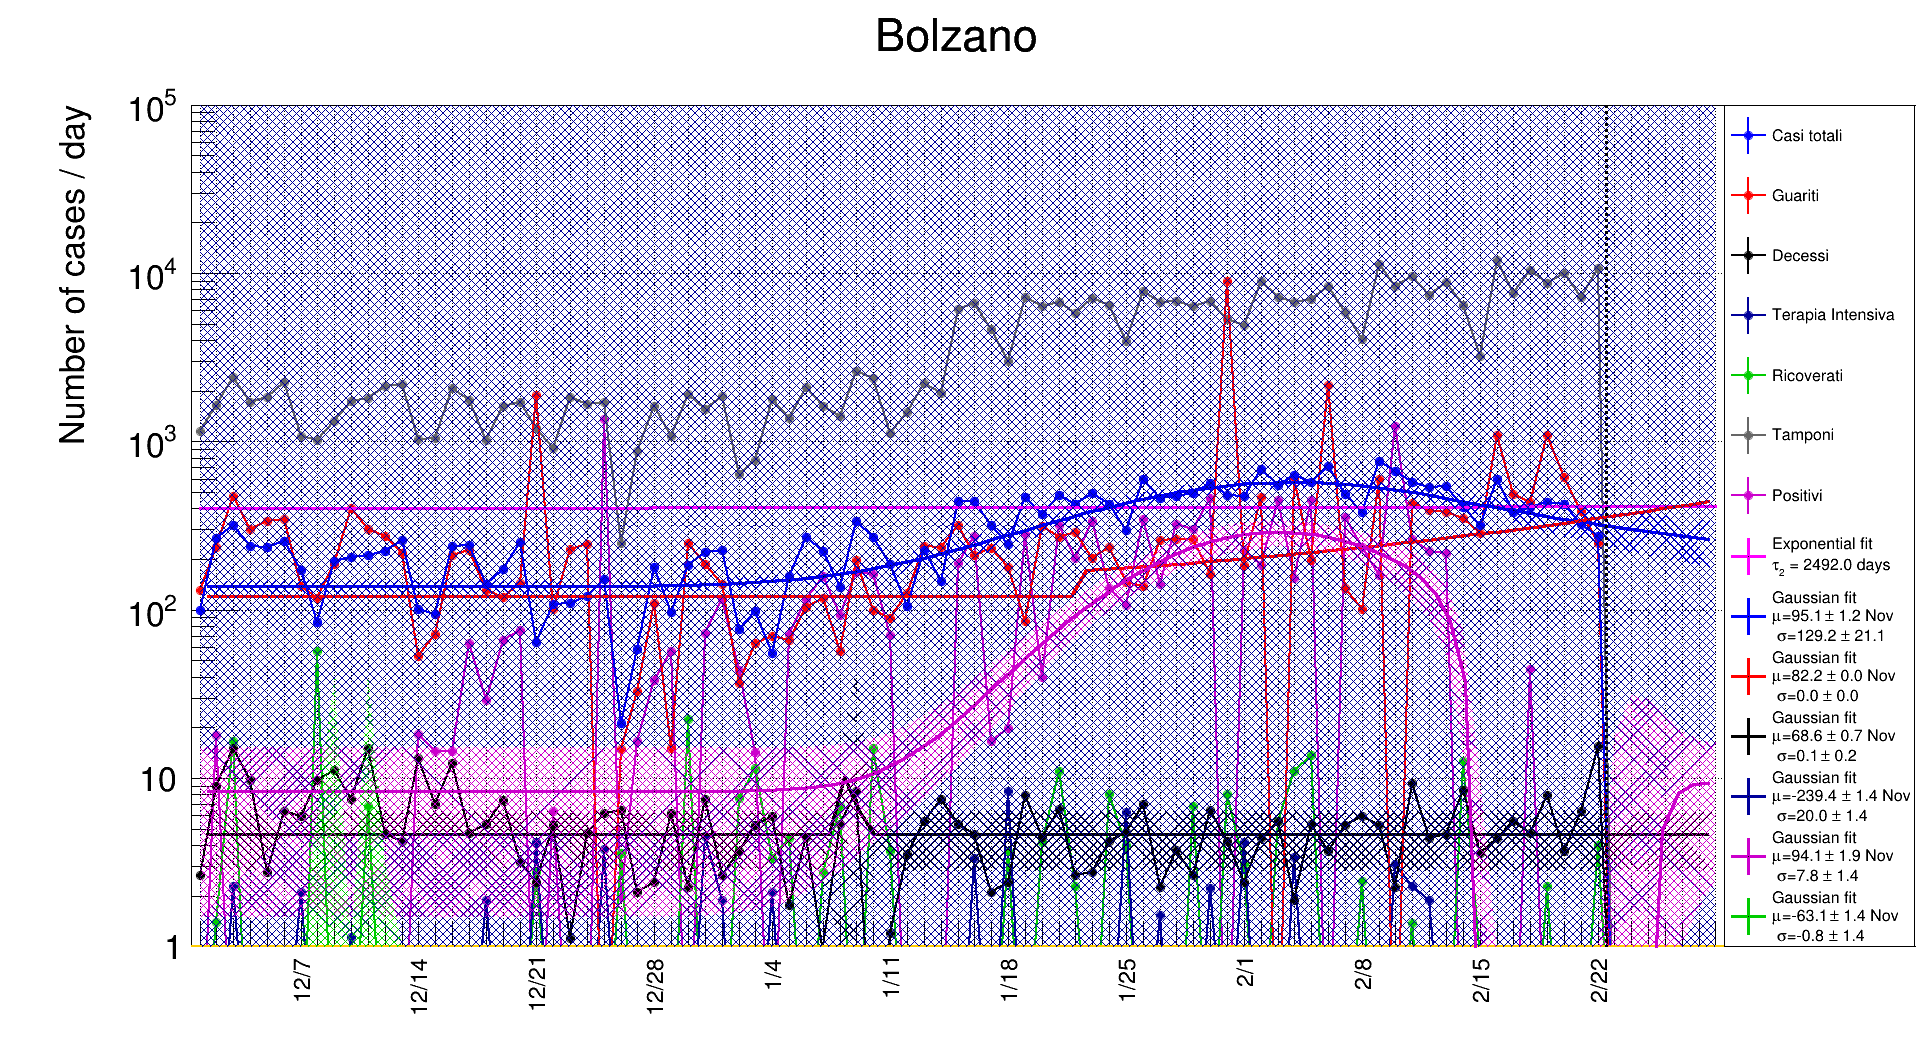 Bolzano
Number of cases / day
10^5
10^4
10^3
10^2
10
1
12/7
12/14
12/21
12/28
1/4
1/11
1/18
1/25
2/1
2/8
2/15
2/22
Casi totali
Guariti
Decessi
Terapia Intensiva
Ricoverati
Tamponi
Positivi
Exponential fit
τ₂ = 2492.0 days
Gaussian fit
μ=95.1 ± 1.2 Nov
σ=129.2 ± 21.1
Gaussian fit
μ=82.2 ± 0.0 Nov
σ=0.0 ± 0.0
Gaussian fit
μ=68.6 ± 0.7 Nov
σ=0.1 ± 0.2
Gaussian fit
μ=-239.4 ± 1.4 Nov
σ=20.0 ± 1.4
Gaussian fit
μ=94.1 ± 1.9 Nov
σ=7.8 ± 1.4
Gaussian fit
μ=-63.1 ± 1.4 Nov
σ=-0.8 ± 1.4